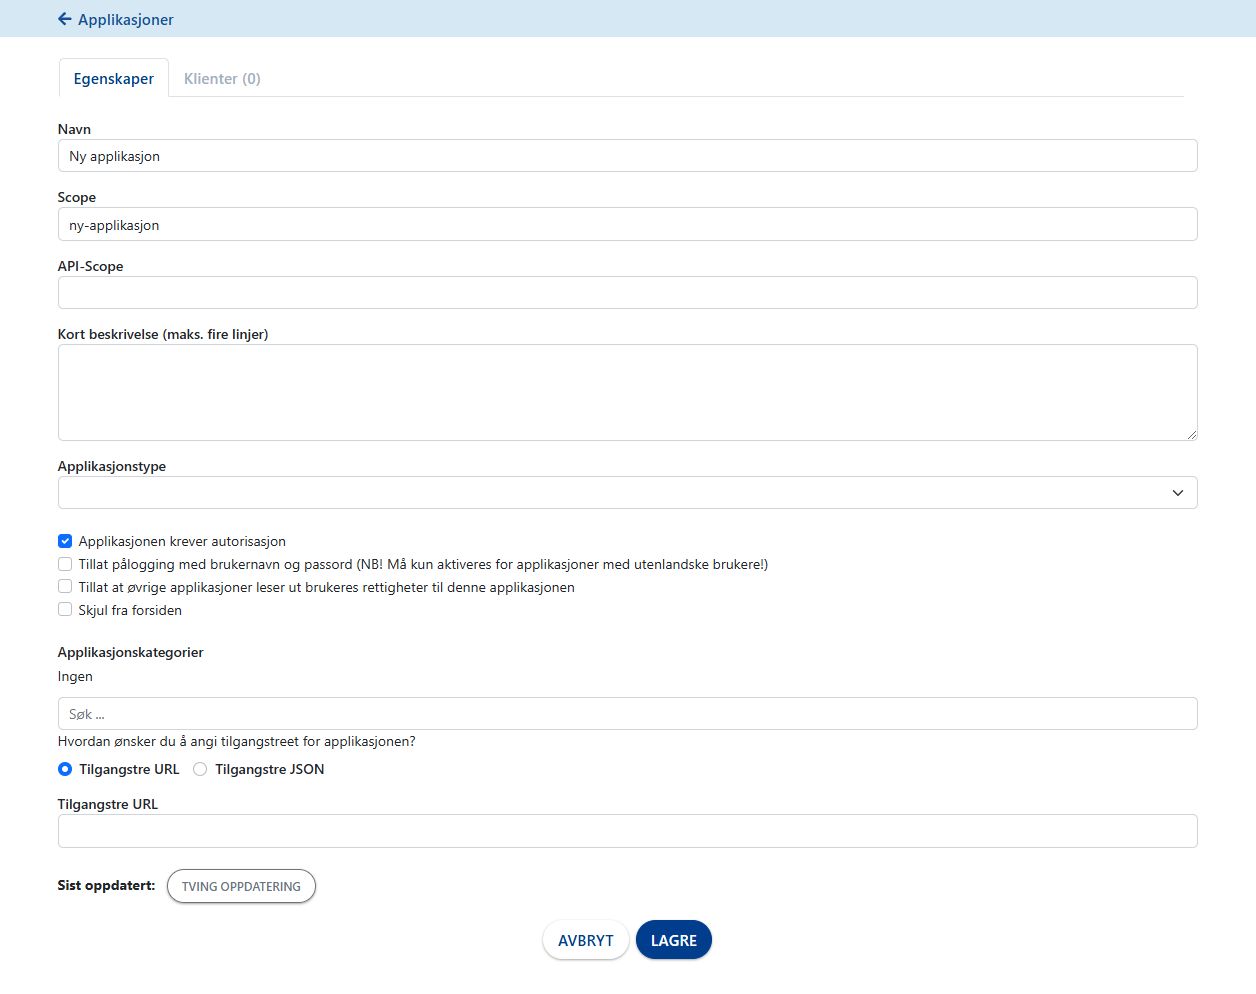 Applikasjoner
Egenskaper Klienter (0)
Navn
Ny applikasjon
Scope
ny-applikasjon
API-Scope
Kort beskrivelse (maks. fire linjer)
Applikasjonstype
Applikasjonen krever autorisasjon
Tillat pålogging med brukernavn og passord (NB! Må kun aktiveres for applikasjoner med utenlandske brukere!)
Tillat at øvrige applikasjoner leser ut brukeres rettigheter til denne applikasjonen
Skjul fra forsiden
Applikasjonskategorier
Ingen
Søk ...
Hvordan ønsker du å angi tilgangstreet for applikasjonen?
Tilgangstre URL Tilgangstre JSON
Tilgangstre URL
Sist oppdatert: TVING OPPDATERING
AVBRYT LAGRE